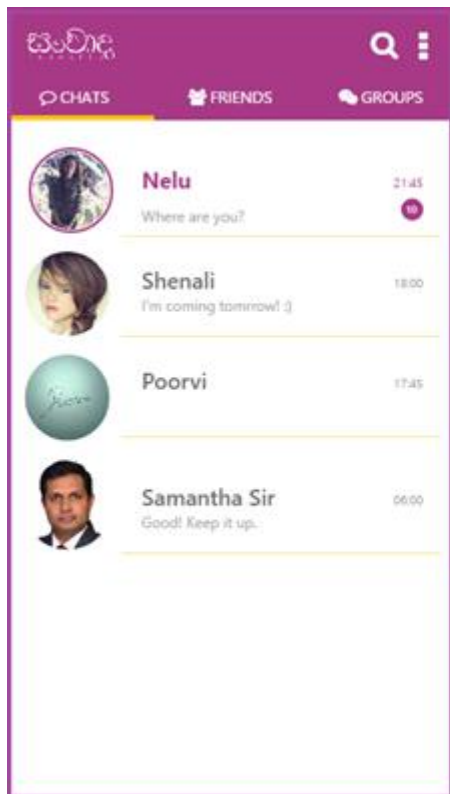 සංවාද
CHATS FRIENDS GROUPS
Nelu 21:45
Where are you? 10
Shenali 18:00
I'm coming tomrrow! :)
Poorvi 17:45
Samantha Sir 06:00
Good! Keep it up.